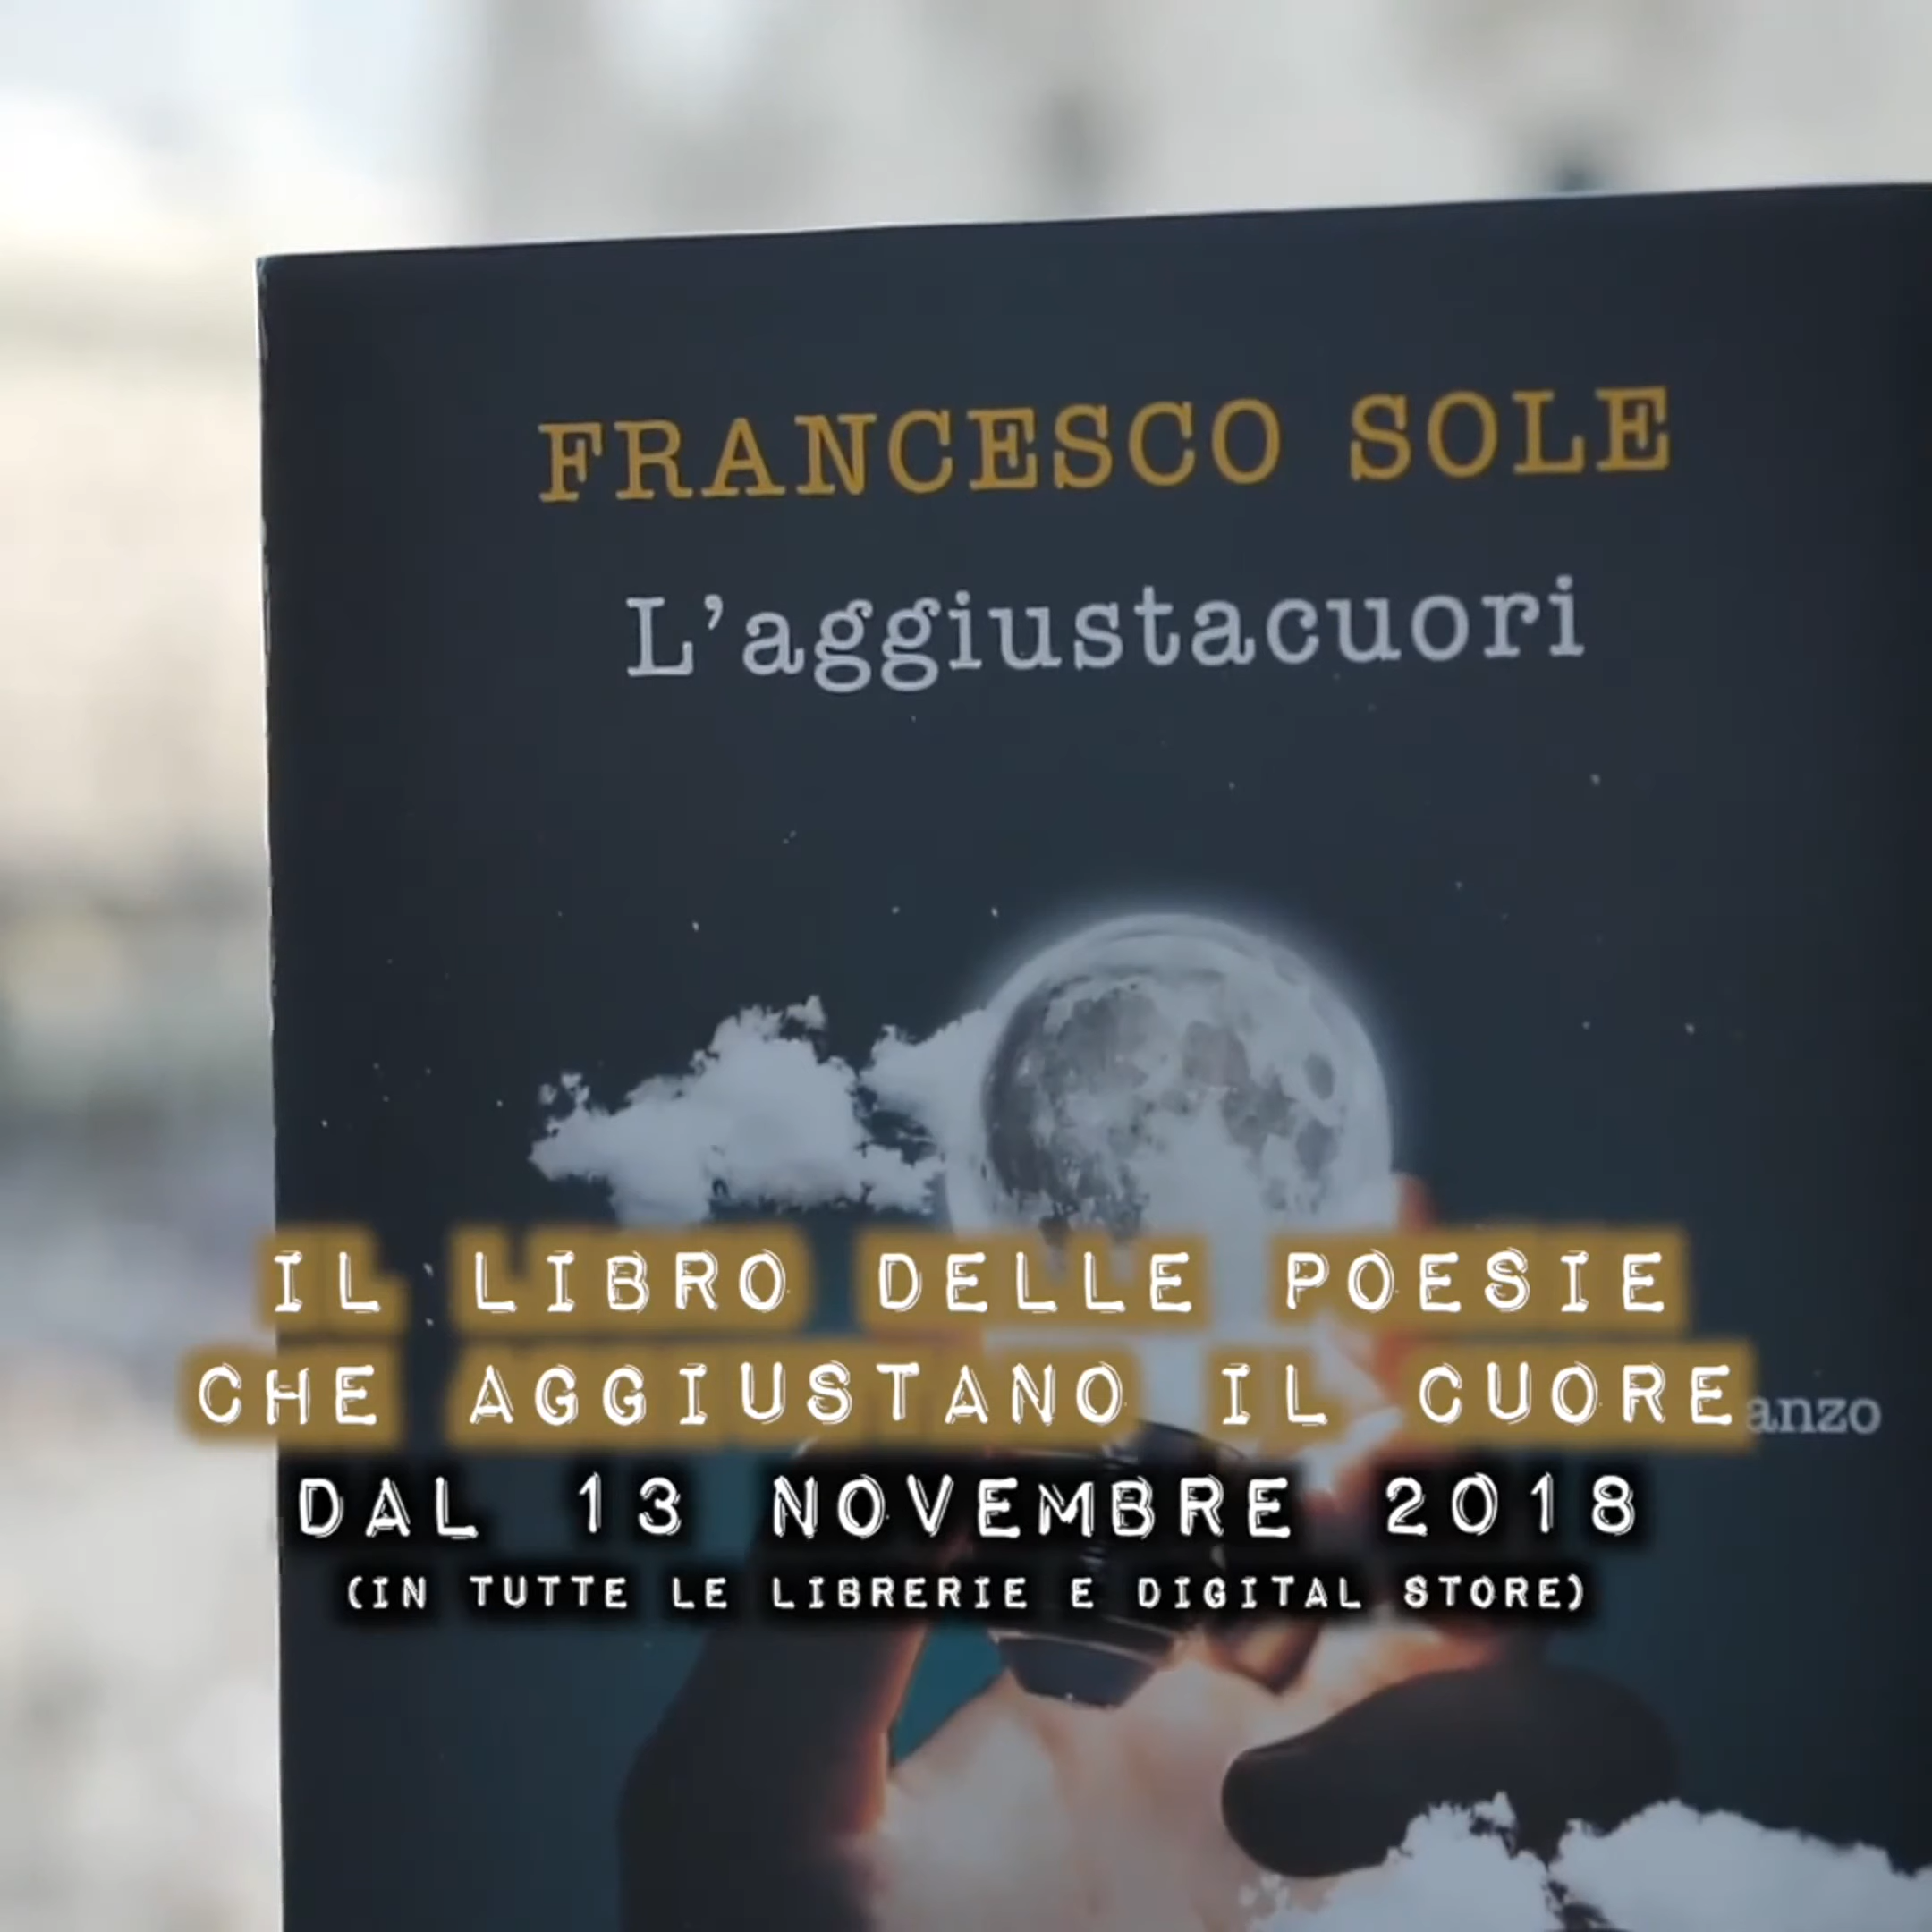 FRANCESCO SOLE
L'aggiustacuori
IL LIBRO DELLE POESIE
CHE AGGIUSTANO IL CUORE
anzo
DAL 13 NOVEMBRE 2018
(IN TUTTE LE LIBRERIE E DIGITAL STORE)